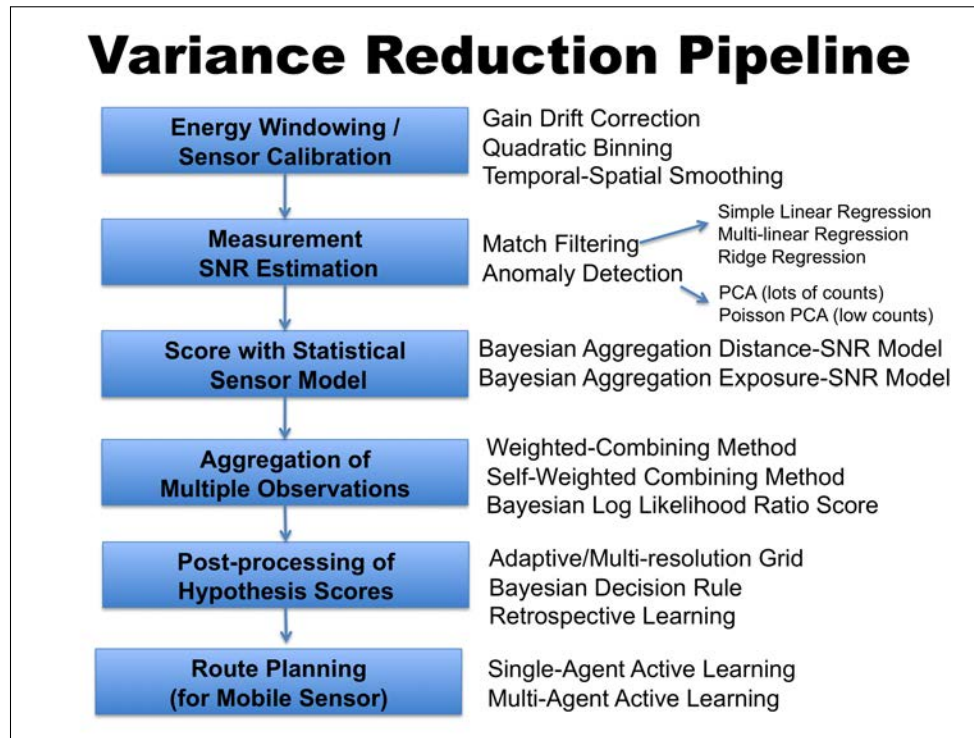 Variance Reduction Pipeline
Energy Windowing /
Sensor Calibration
Gain Drift Correction
Quadratic Binning
Temporal-Spatial Smoothing
Measurement
SNR Estimation
Match Filtering
Anomaly Detection
Simple Linear Regression
Multi-linear Regression
Ridge Regression
PCA (lots of counts)
Poisson PCA (low counts)
Score with Statistical
Sensor Model
Bayesian Aggregation Distance-SNR Model
Bayesian Aggregation Exposure-SNR Model
Aggregation of
Multiple Observations
Weighted-Combining Method
Self-Weighted Combining Method
Bayesian Log Likelihood Ratio Score
Post-processing of
Hypothesis Scores
Adaptive/Multi-resolution Grid
Bayesian Decision Rule
Retrospective Learning
Route Planning
(for Mobile Sensor)
Single-Agent Active Learning
Multi-Agent Active Learning